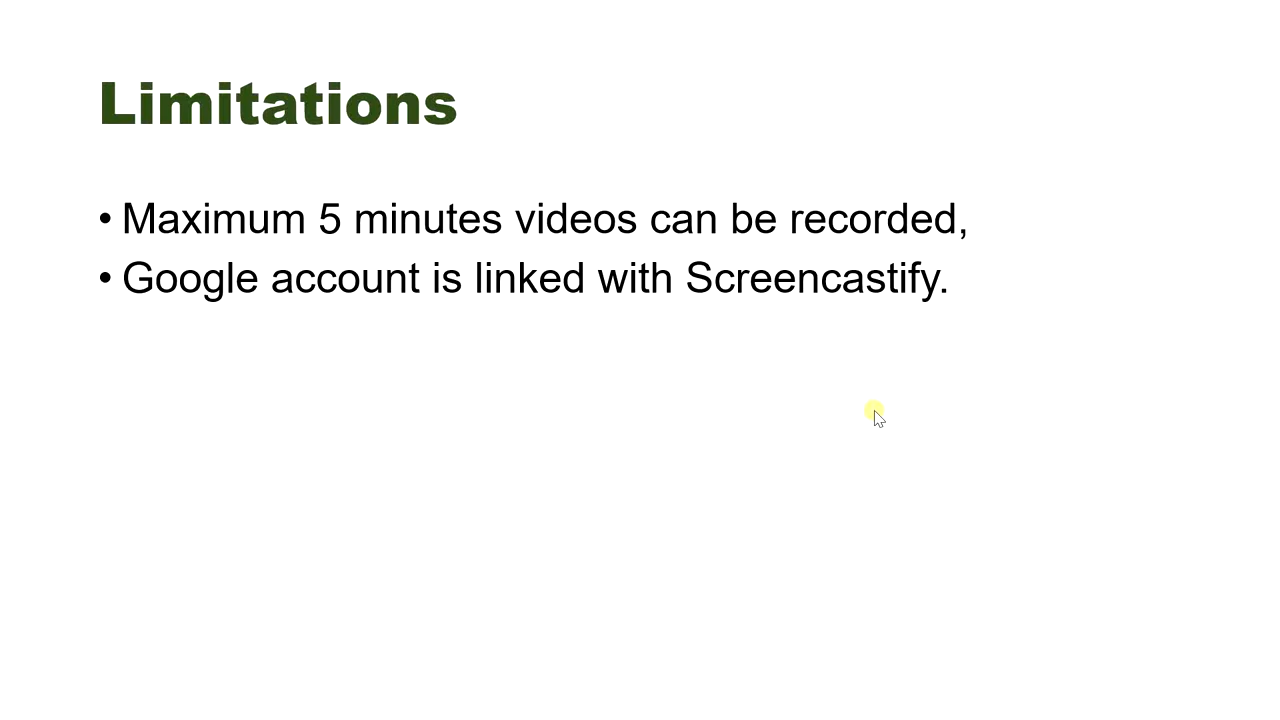 Limitations
• Maximum 5 minutes videos can be recorded,
• Google account is linked with Screencastify.